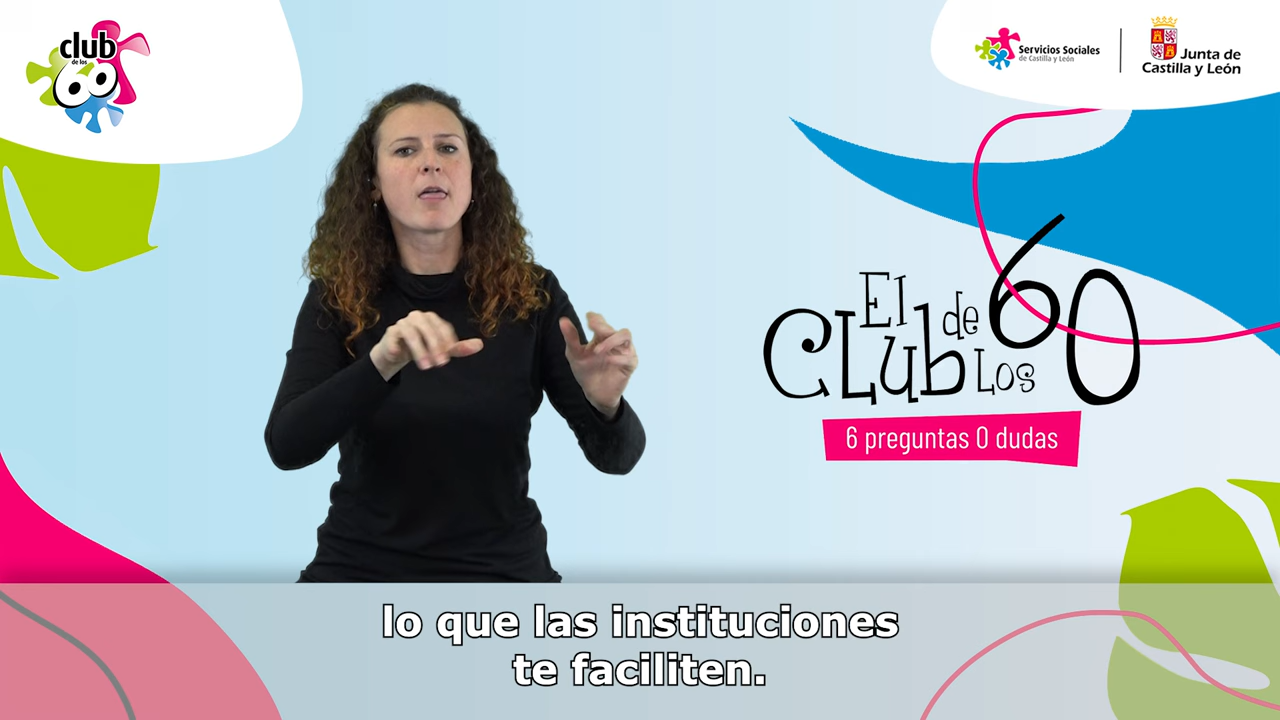 club
de los
60
Servicios Sociales
de Castilla y León
Junta de
Castilla y León
El
Club de
Los 60
6 preguntas 0 dudas
lo que las instituciones
te faciliten.